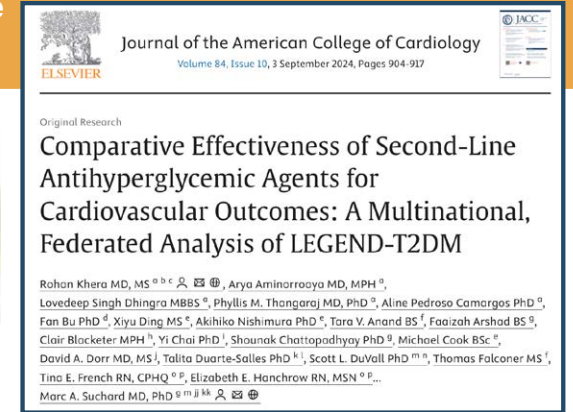 e
ELSEVIER
Journal of the American College of Cardiology
Volume 84, Issue 10, 3 September 2024, Pages 904-917
JACC
Original Research
Comparative Effectiveness of Second-Line
Antihyperglycemic Agents for
Cardiovascular Outcomes: A Multinational,
Federated Analysis of LEGEND-T2DM
Rohan Khera MD, MS a b c, Arya Aminorroaya MD, MPH a,
Lovedeep Singh Dhingra MBBS a, Phyllis M. Thangaraj MD, PhD a, Aline Pedroso Camargos PhD a,
Fan Bu PhD d, Xiyu Ding MS e, Akihiko Nishimura PhD e, Tara V. Anand BS f, Faaizah Arshad BS g,
Clair Blacketer MPH h, Yi Chai PhD i, Shounak Chattopadhyay PhD g, Michael Cook BSc e,
David A. Dorr MD, MS j, Talita Duarte-Salles PhD k l, Scott L. DuVall PhD m n, Thomas Falconer MS f,
Tina E. French RN, CPHQ o p, Elizabeth E. Hanchrow RN, MSN o p...
Marc A. Suchard MD, PhD g m jj kk